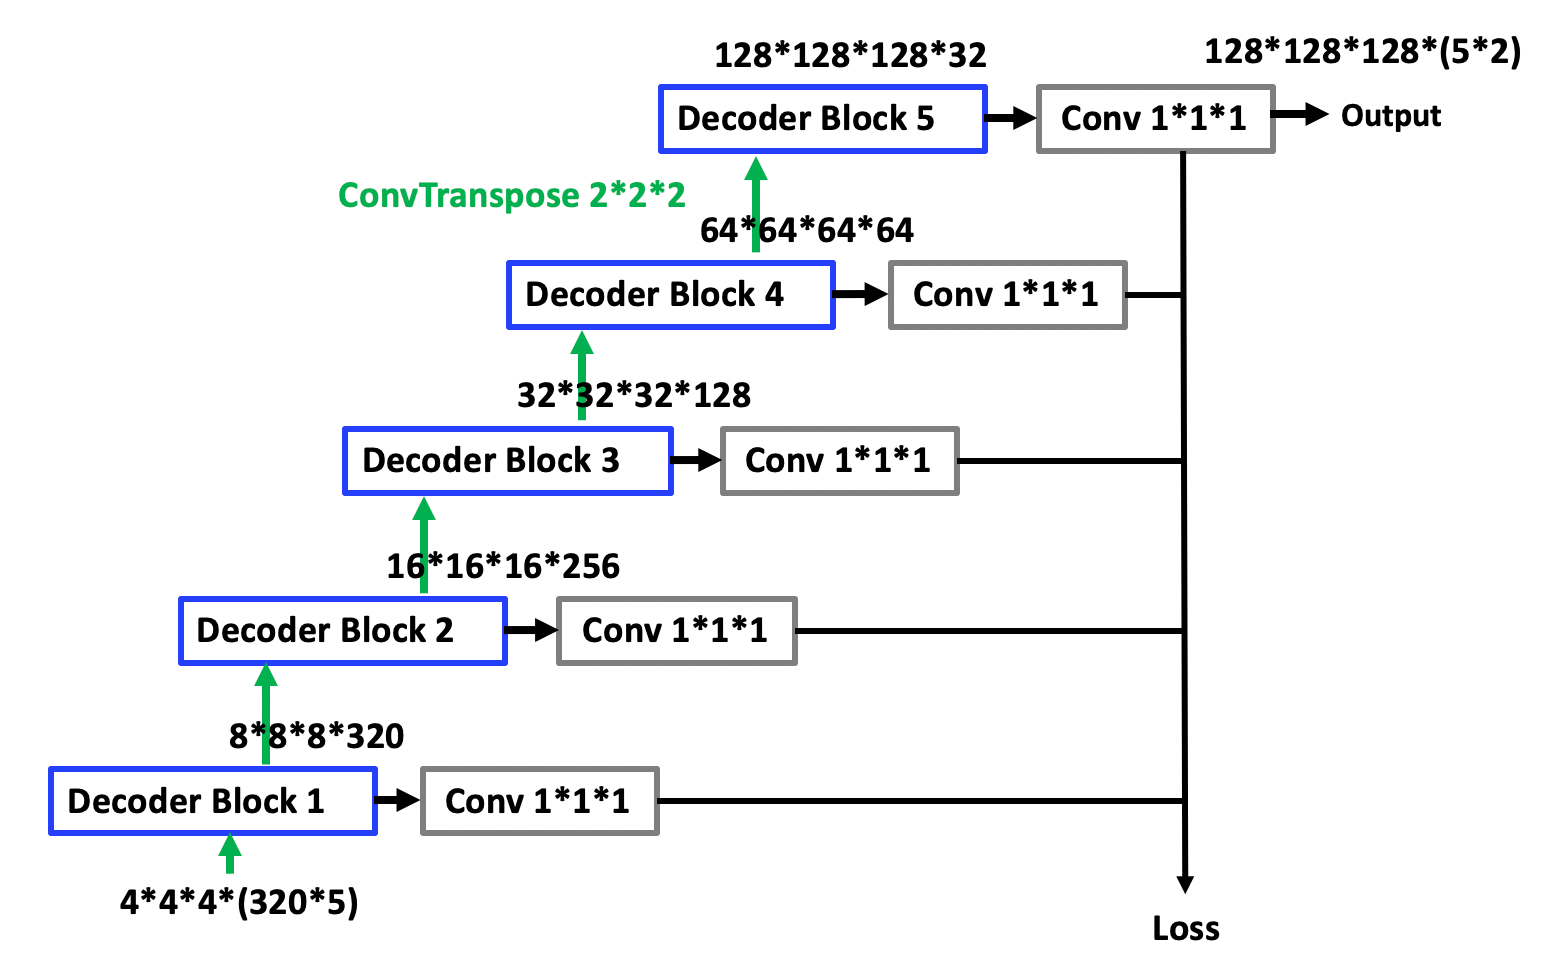 128*128*128*32
128*128*128*(5*2)
Decoder Block 5
Conv 1*1*1
Output
ConvTranspose 2*2*2
64*64*64*64
Decoder Block 4
Conv 1*1*1
32*32*32*128
Decoder Block 3
Conv 1*1*1
16*16*16*256
Decoder Block 2
Conv 1*1*1
8*8*8*320
Decoder Block 1
Conv 1*1*1
4*4*4*(320*5)
Loss